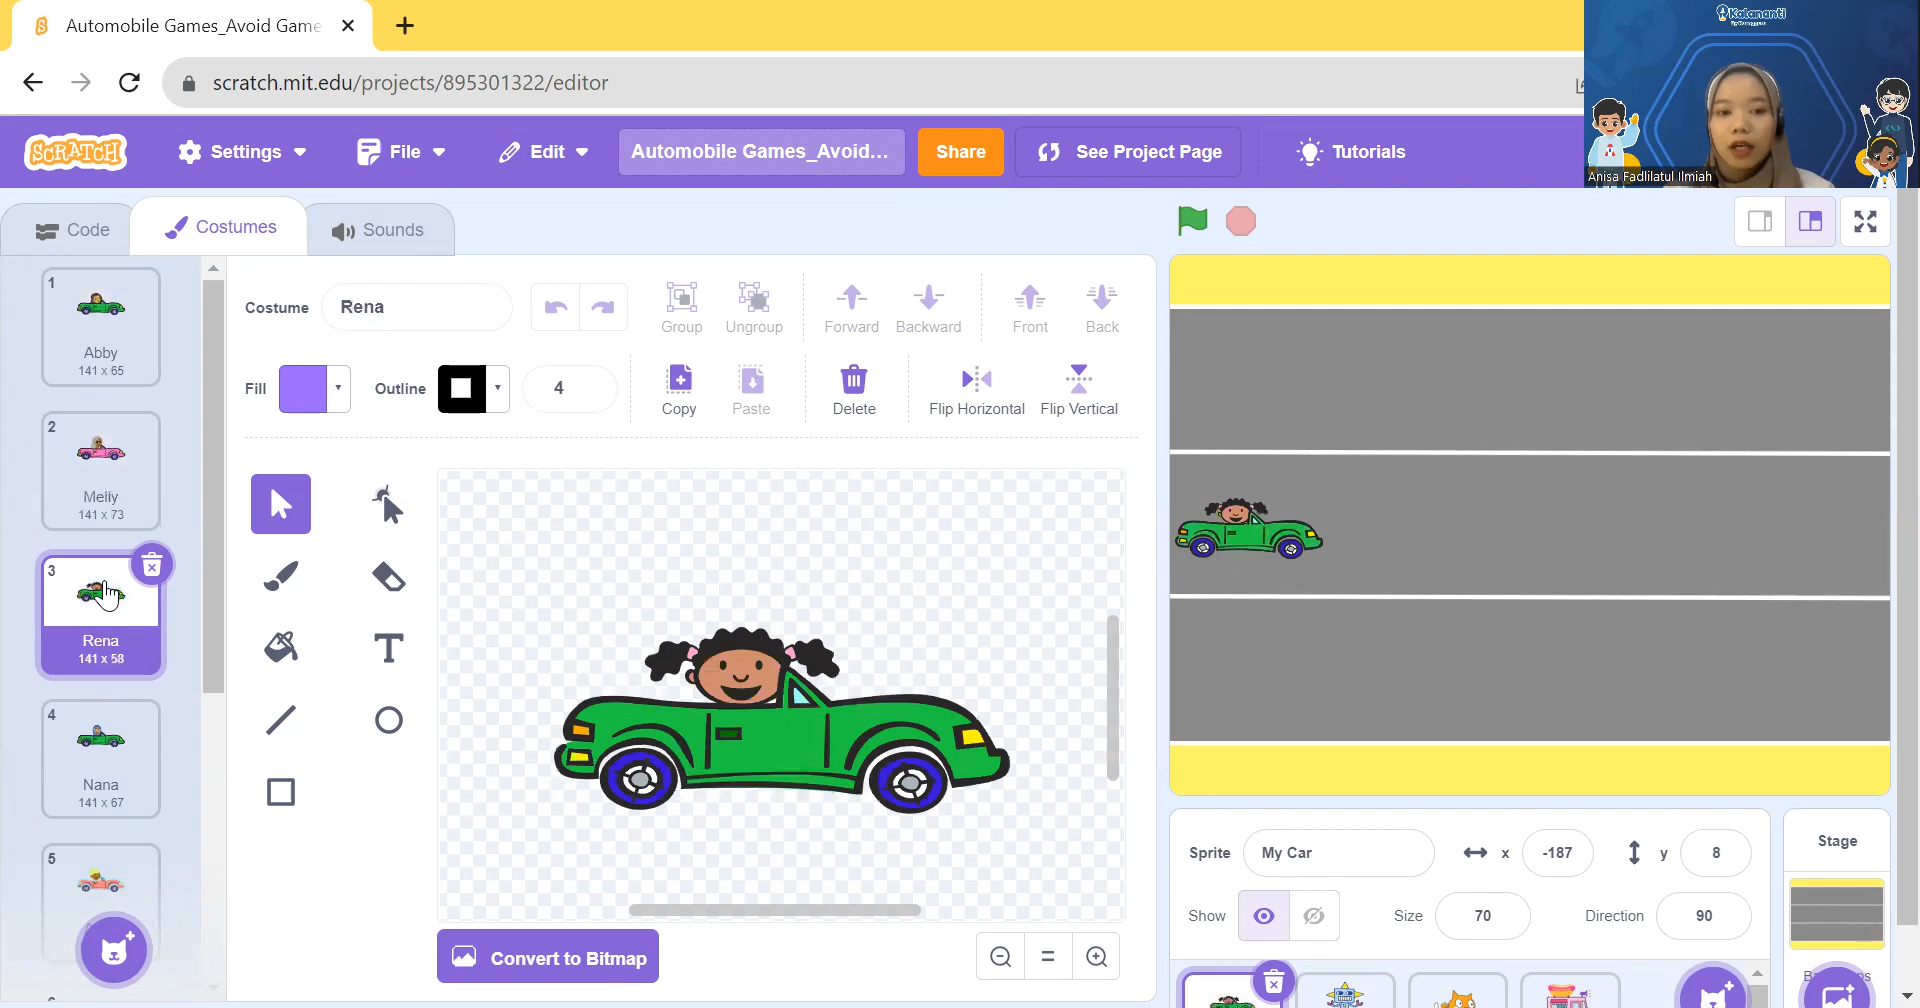 Automobile Games_Avoid Game
scratch.mit.edu/projects/895301322/editor
Kalananti
Anisa Fadlilatul Ilmiah
SCRATCH
Settings
File
Edit
Automobile Games_Avoid...
Share
See Project Page
Tutorials
Code
Costumes
Sounds
1
Abby
141 x 65
2
Melly
141 x 73
3
Rena
141 x 58
4
Nana
141 x 67
5
Costume
Rena
Group
Ungroup
Forward
Backward
Front
Back
Fill
Outline
4
Copy
Paste
Delete
Flip Horizontal
Flip Vertical
T
Convert to Bitmap
Sprite
My Car
x
-187
y
8
Show
Size
70
Direction
90
Stage